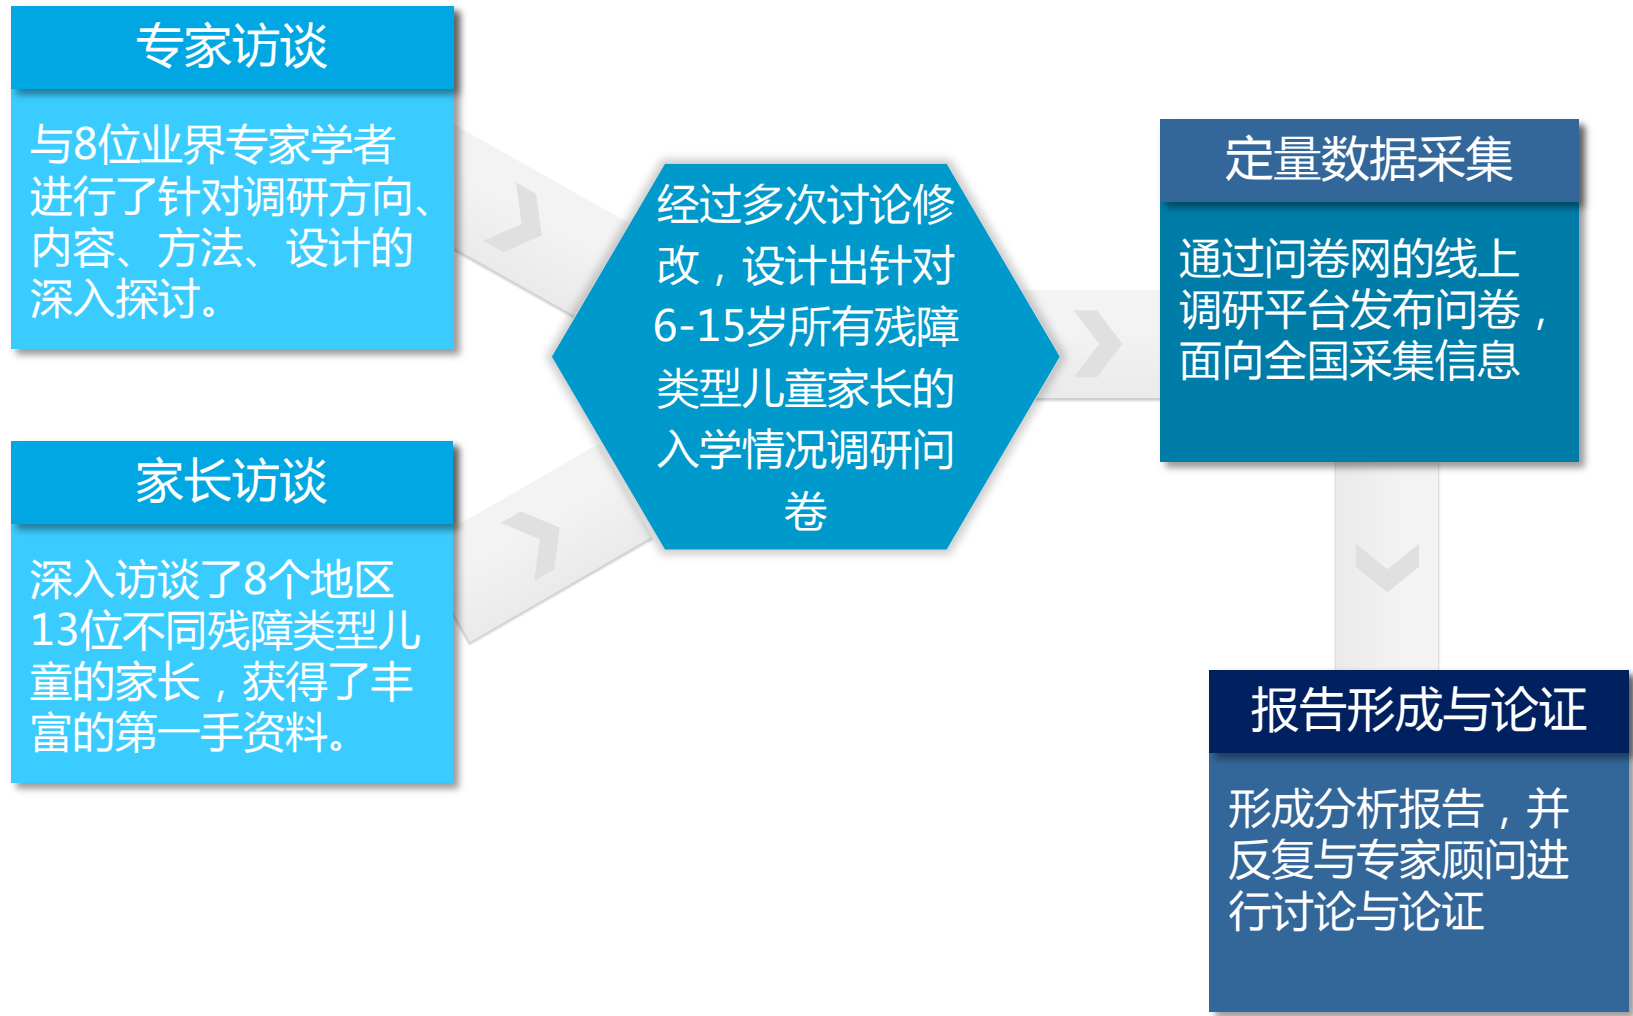 专家访谈
与8位业界专家学者
进行了针对调研方向、
内容、方法、设计的
深入探讨。
家长访谈
深入访谈了8个地区
13位不同残障类型儿
童的家长，获得了丰
富的第一手资料。
经过多次讨论修
改，设计出针对
6-15岁所有残障
类型儿童家长的
入学情况调研问
卷
定量数据采集
通过问卷网的线上
调研平台发布问卷，
面向全国采集信息
报告形成与论证
形成分析报告，并
反复与专家顾问进
行讨论与论证